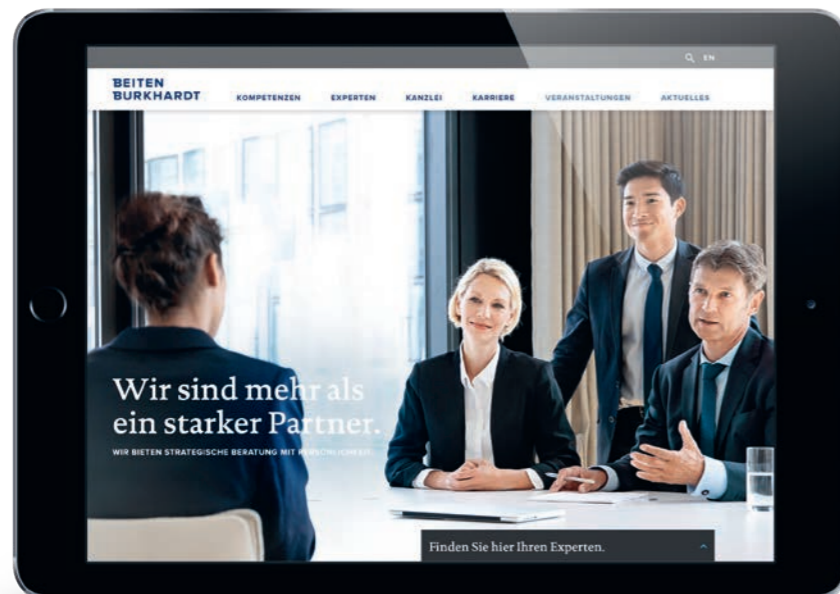 EN
BEITEN
BURKHARDT
KOMPETENZEN EXPERTEN KANZLEI KARRIERE VERANSTALTUNGEN AKTUELLES
Wir sind mehr als
ein starker Partner.
WIR BIETEN STRATEGISCHE BERATUNG MIT PERSÖNLICHKEIT.
Finden Sie hier Ihren Experten.